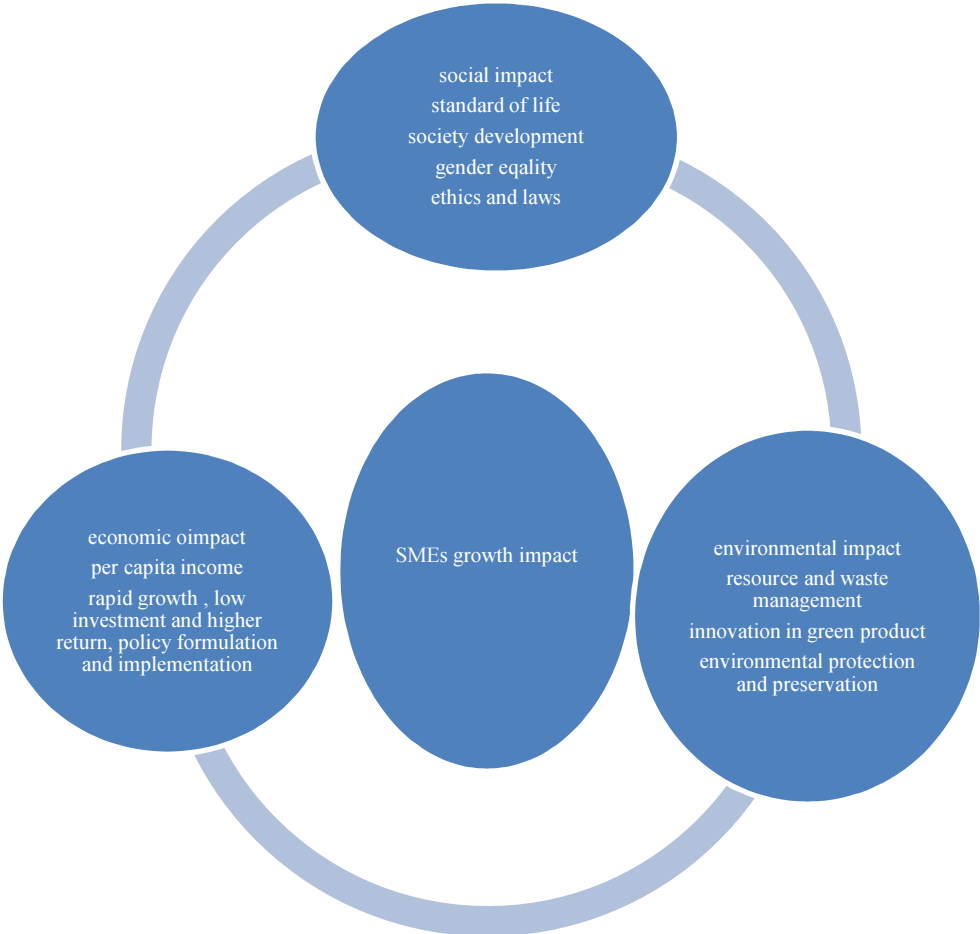 social impact
standard of life
society development
gender eqality
ethics and laws
SMEs growth impact
economic oimpact
per capita income
rapid growth , low
investment and higher
return, policy formulation
and implementation
environmental impact
resource and waste
management
innovation in green product
environmental protection
and preservation